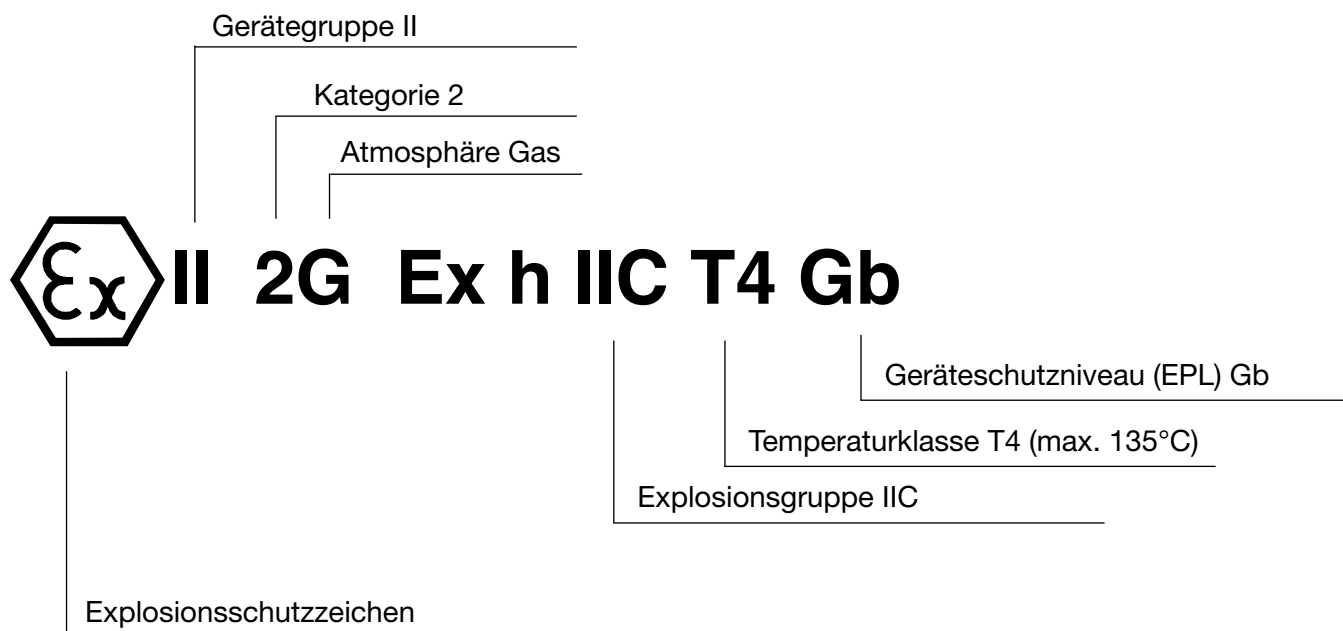 Gerätegruppe II
Kategorie 2
Atmosphäre Gas
Ex II 2G Ex h IIC T4 Gb
Geräteschutzniveau (EPL) Gb
Temperaturklasse T4 (max. 135°C)
Explosionsgruppe IIC
Explosionsschutzzeichen